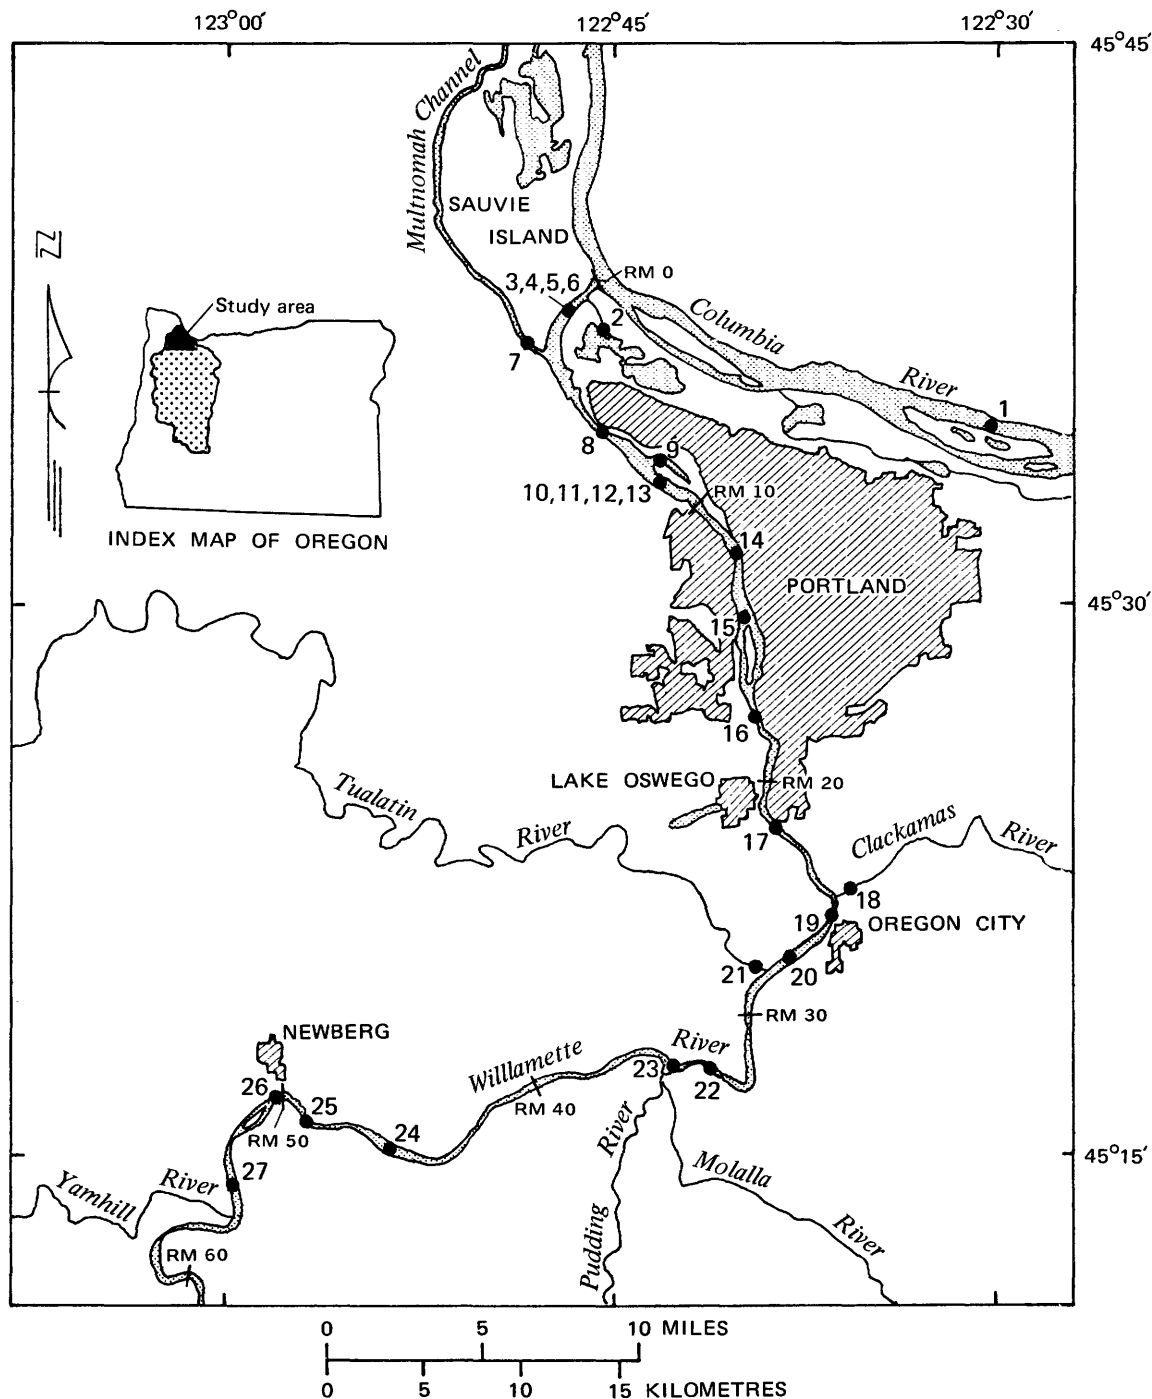 123°00′ 122°45′ 122°30′
45°45′
Multnomah Channel
SAUVIE
ISLAND
RM 0
3,4,5,6
2
Columbia
River
1
7
Study area
INDEX MAP OF OREGON
8
9
10,11,12,13
RM 10
14
PORTLAND
45°30′
15
16
LAKE OSWEGO
RM 20
Tualatin
River
17
Clackamas
River
18
19
OREGON CITY
21
20
RM 30
NEWBERG
Willlamette
River
23
22
26
25
RM 40
RM 50
24
River
Molalla
River
45°15′
27
Yamhill
River
Pudding
RM 60
0 5 10 MILES
0 5 10 15 KILOMETRES